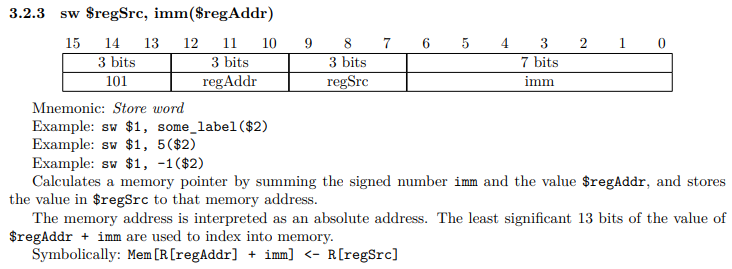 3.2.3 sw $regSrc, imm($regAddr)
15 14 13 12 11 10 9 8 7 6 5 4 3 2 1 0
3 bits 3 bits 3 bits 7 bits
101 regAddr regSrc imm
Mnemonic: Store word
Example: sw $1, some_label($2)
Example: sw $1, 5($2)
Example: sw $1, -1($2)
Calculates a memory pointer by summing the signed number imm and the value $regAddr, and stores
the value in $regSrc to that memory address.
The memory address is interpreted as an absolute address. The least significant 13 bits of the value of
$regAddr + imm are used to index into memory.
Symbolically: Mem[R[regAddr] + imm] <- R[regSrc]